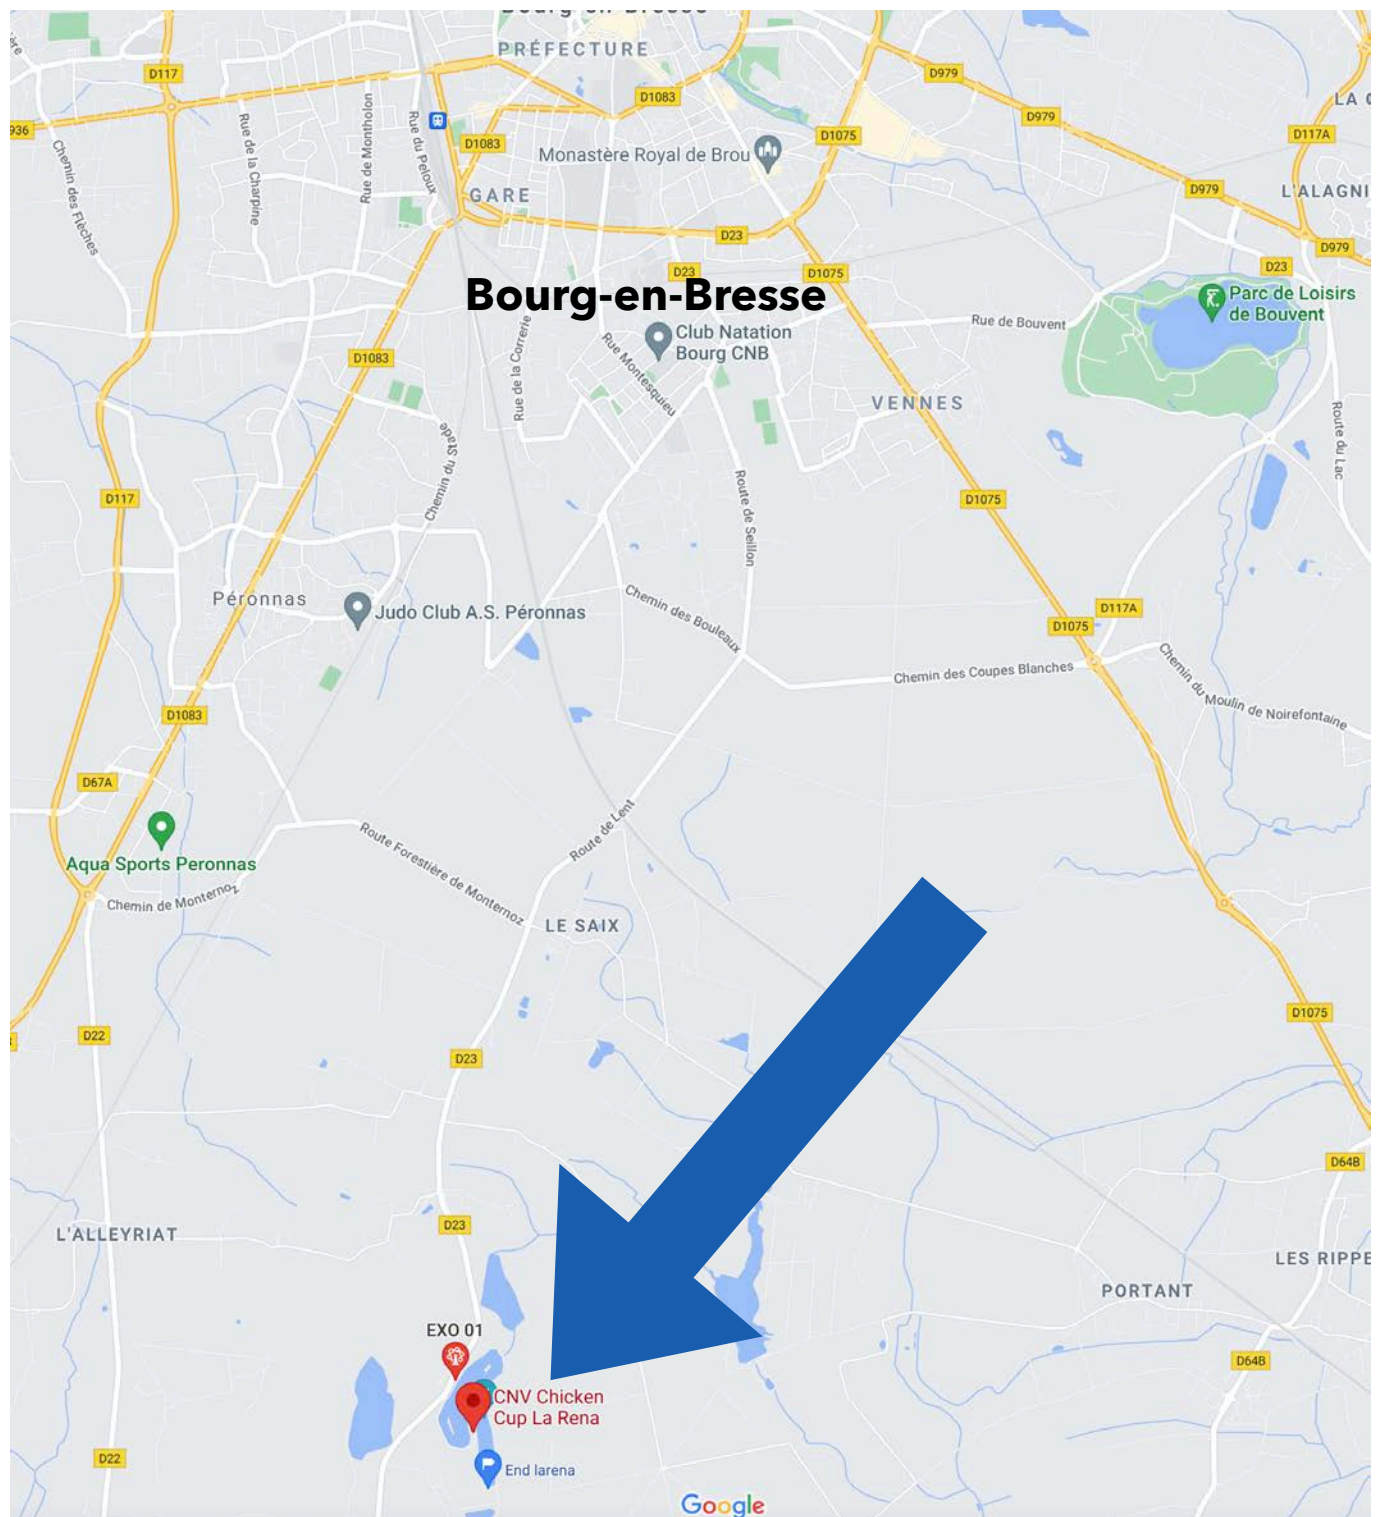 Bourg-en-Bresse
PRÉFECTURE
D117
D979
D1083
D979
LA
936
D1083
D1075
D117A
Rue de Montholon
Rue du Peloux
Rue de la Charpine
Chemin des Flèches
Monastère Royal de Brou
GARE
D979
L'ALAGNI
D23
D979
D23
D1075
D23
Bourg-en-Bresse
Parc de Loisirs
de Bouvent
Rue de Bouvent
Club Natation
Bourg CNB
D1083
Rue de la Correrie
Rue Montesquieu
VENNES
Route du Lac
Chemin du Stade
D117
Route de Seillon
D1075
Péronnas
Judo Club A.S. Péronnas
Chemin des Bouleaux
D117A
D1075
Chemin des Coupes Blanches
Chemin du Moulin de Noirefontaine
D1083
D67A
Aqua Sports Peronnas
Route Forestière de Monternoz
Route de Lent
Chemin de Monternoz
LE SAIX
D1075
D22
D23
D64B
D23
L'ALLEYRIAT
LES RIPPE
PORTANT
EXO 01
D64B
CNV Chicken
Cup La Rena
D22
End larena
Google